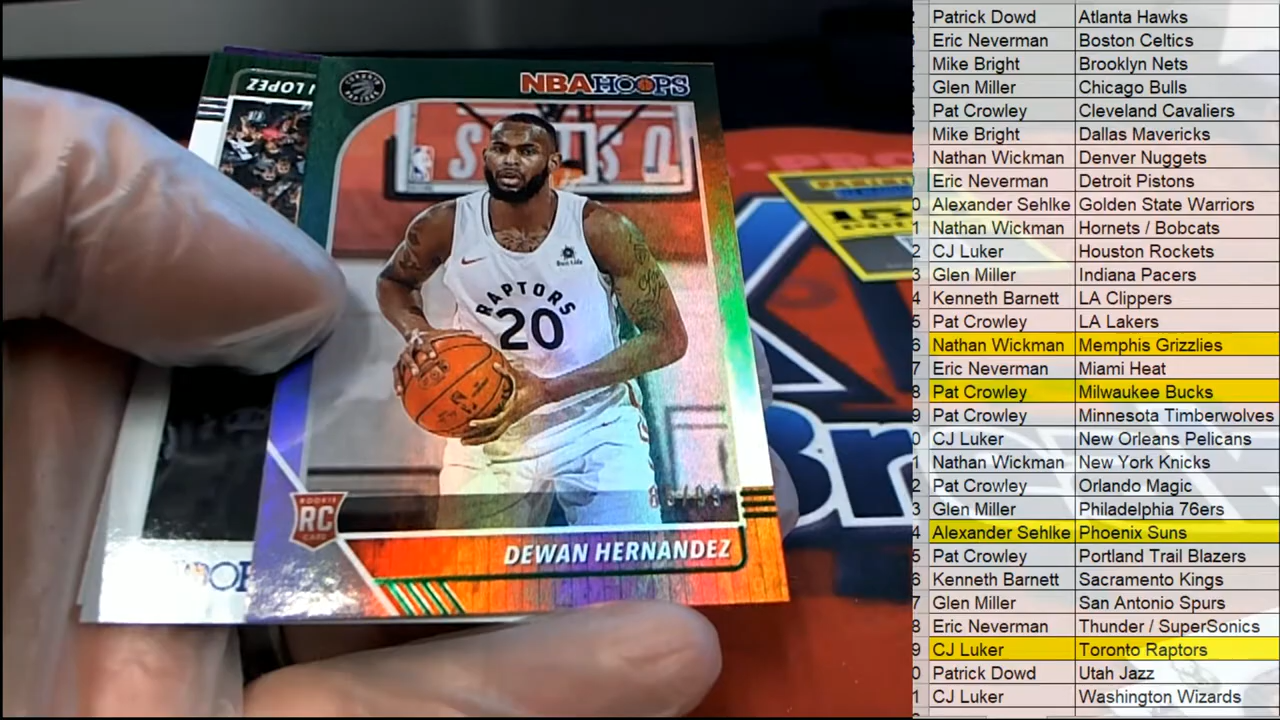 LOPEZ
NBA HOOPS
RAPTORS
20
ROOKIE
RC
CARD
DEWAN HERNANDEZ
PANINI
Patrick Dowd Atlanta Hawks
Eric Neverman Boston Celtics
Mike Bright Brooklyn Nets
Glen Miller Chicago Bulls
Pat Crowley Cleveland Cavaliers
Mike Bright Dallas Mavericks
Nathan Wickman Denver Nuggets
Eric Neverman Detroit Pistons
Alexander Sehlke Golden State Warriors
Nathan Wickman Hornets / Bobcats
CJ Luker Houston Rockets
Glen Miller Indiana Pacers
Kenneth Barnett LA Clippers
Pat Crowley LA Lakers
Nathan Wickman Memphis Grizzlies
Eric Neverman Miami Heat
Pat Crowley Milwaukee Bucks
Pat Crowley Minnesota Timberwolves
CJ Luker New Orleans Pelicans
Nathan Wickman New York Knicks
Pat Crowley Orlando Magic
Glen Miller Philadelphia 76ers
Alexander Sehlke Phoenix Suns
Pat Crowley Portland Trail Blazers
Kenneth Barnett Sacramento Kings
Glen Miller San Antonio Spurs
Eric Neverman Thunder / SuperSonics
CJ Luker Toronto Raptors
Patrick Dowd Utah Jazz
CJ Luker Washington Wizards